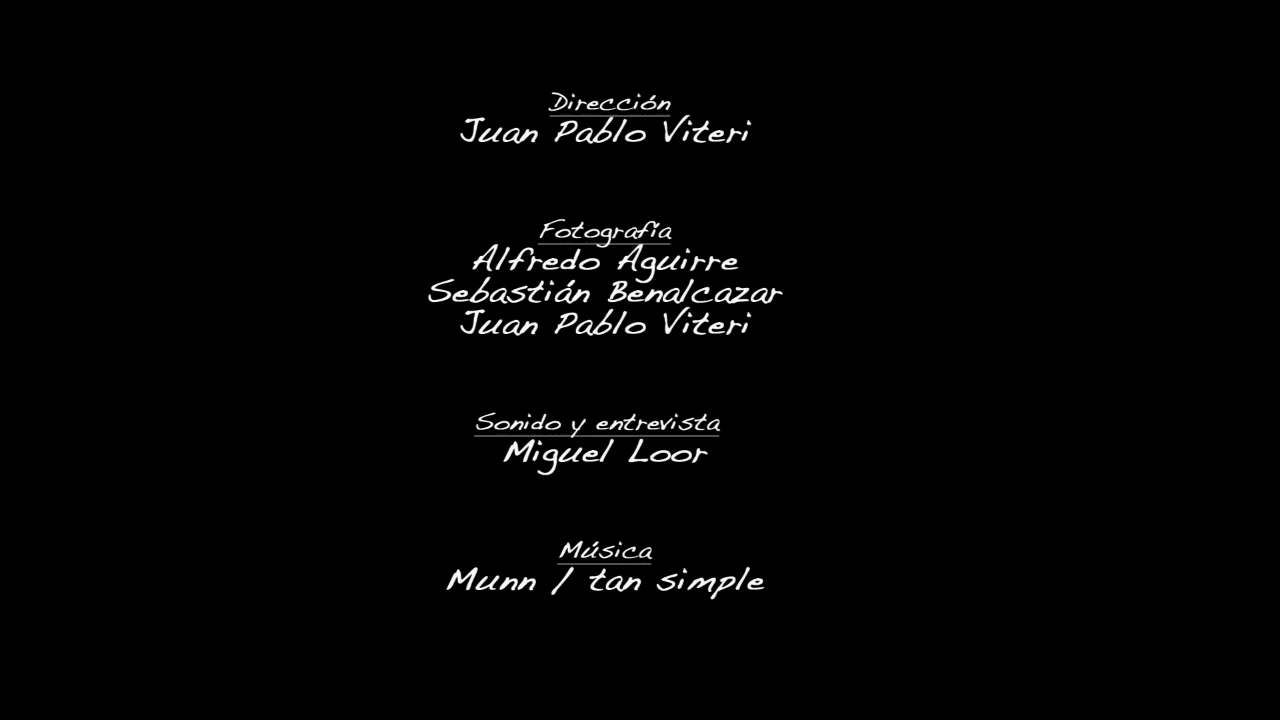 Dirección
Juan Pablo Viteri
Fotografía
Alfredo Aguirre
Sebastián Benalcazar
Juan Pablo Viteri
Sonido y entrevista
Miguel Loor
Música
Munn / tan simple